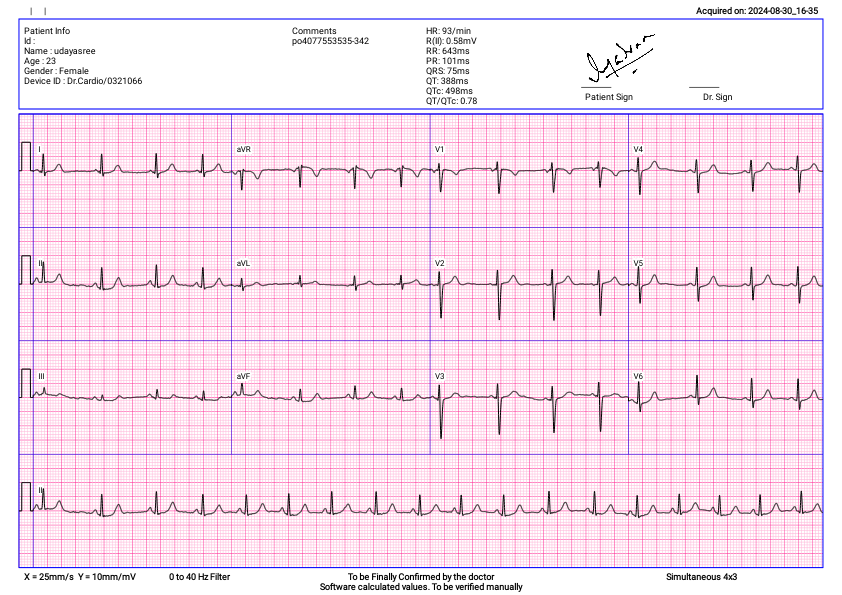 Acquired on: 2024-08-30_16-35
Patient Info
Id :
Name : udayasree
Age : 23
Gender : Female
Device ID : Dr.Cardio/0321066
Comments
po4077553535-342
HR: 93/min
R(II): 0.58mV
RR: 643ms
PR: 101ms
QRS: 75ms
QT: 388ms
QTc: 498ms
QT/QTc: 0.78
Patient Sign
Dr. Sign
I aVR V1 V4
II aVL V2 V5
III aVF V3 V6
II
X = 25mm/s Y = 10mm/mV
0 to 40 Hz Filter
To be Finally Confirmed by the doctor
Software calculated values. To be verified manually
Simultaneous 4x3